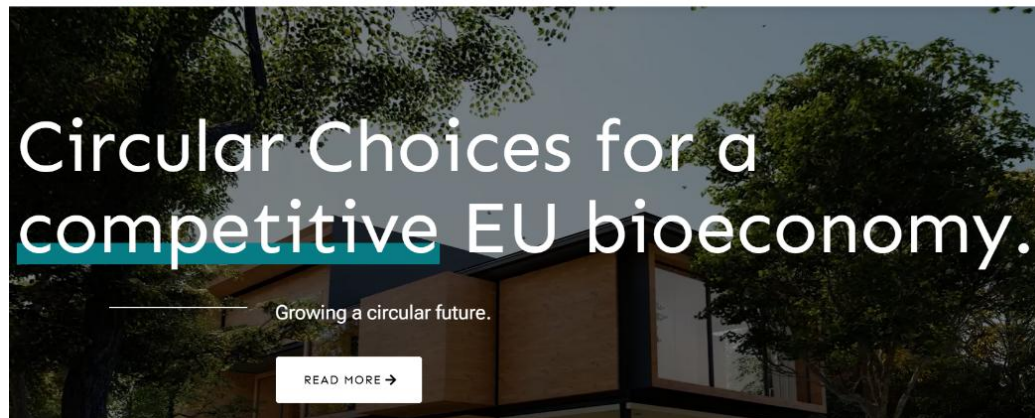 Circular Choices for a
competitive EU bioeconomy.
Growing a circular future.
READ MORE →